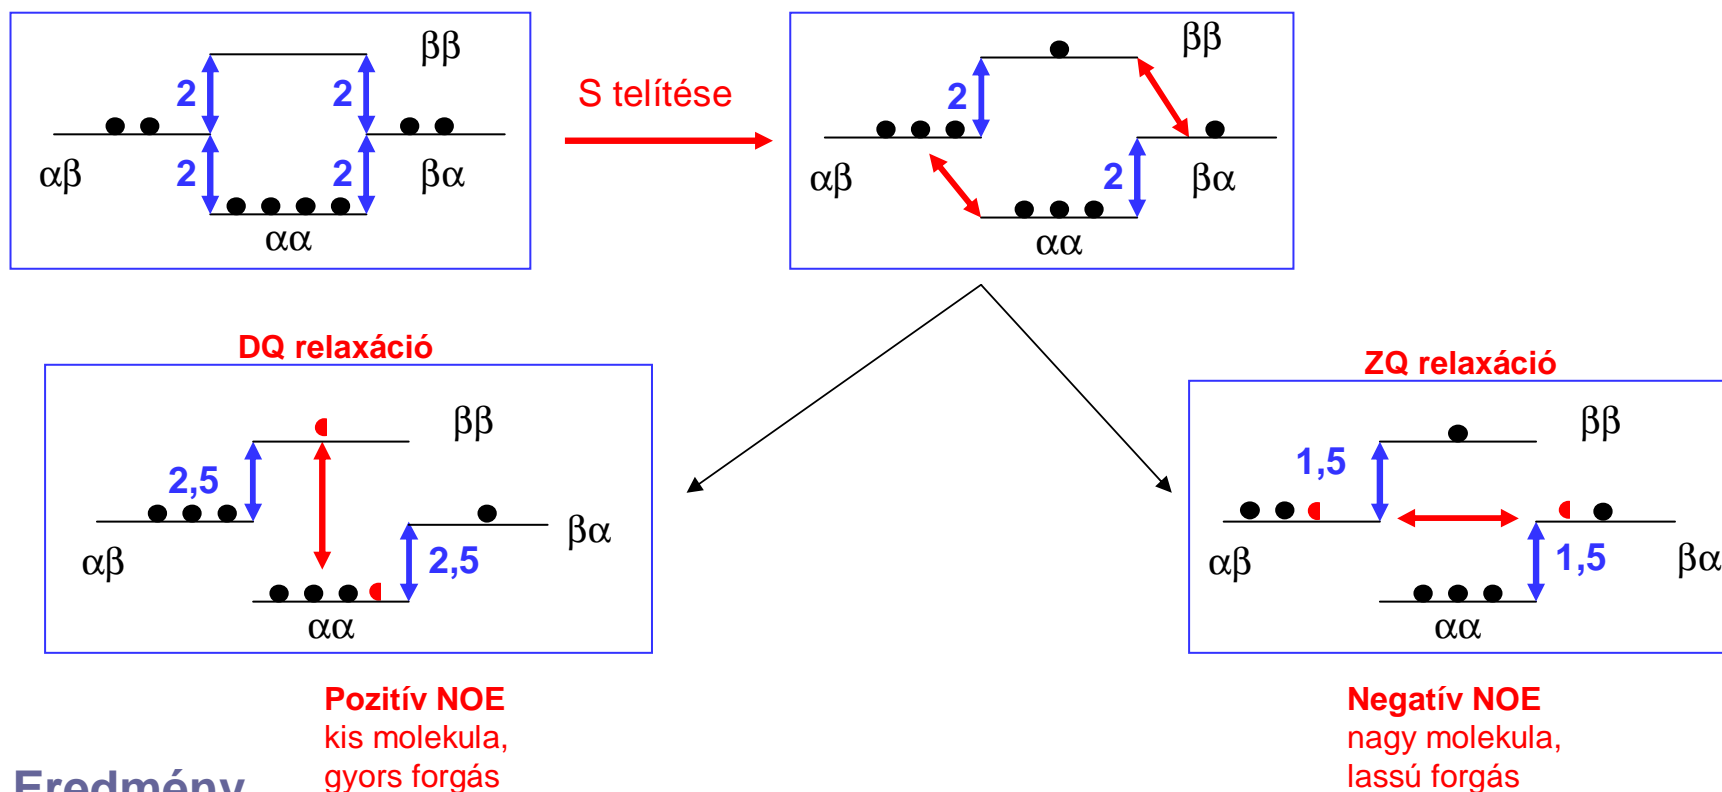 ββ
2 2
αβ
2 2
βα
αα
S telítése
ββ
2
αβ
2
βα
αα
DQ relaxáció
ββ
2,5
αβ
2,5
βα
αα
Pozitív NOE
kis molekula,
gyors forgás
ZQ relaxáció
ββ
1,5
αβ
1,5
βα
αα
Negatív NOE
nagy molekula,
lassú forgás
Eredmény